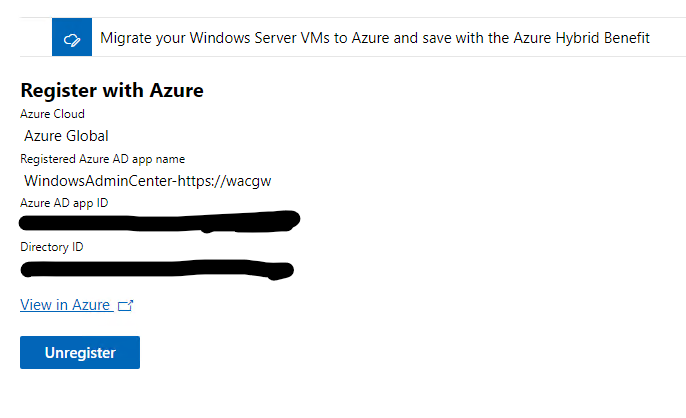 Migrate your Windows Server VMs to Azure and save with the Azure Hybrid Benefit
Register with Azure
Azure Cloud
Azure Global
Registered Azure AD app name
WindowsAdminCenter-https://wacgw
Azure AD app ID
Directory ID
View in Azure
Unregister